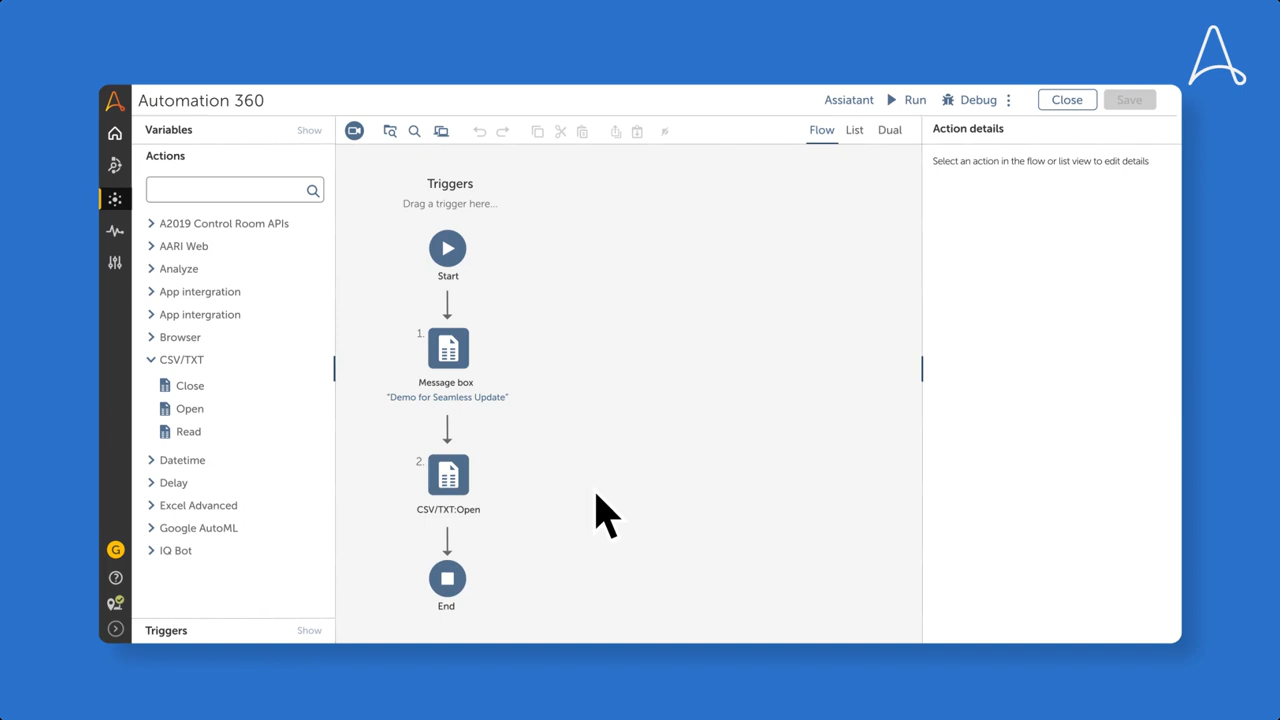 Automation 360
Assiatant
Run
Debug
Close
Save
Variables
Show
Actions
A2019 Control Room APIs
AARI Web
Analyze
App intergration
App intergration
Browser
CSV/TXT
Close
Open
Read
Datetime
Delay
Excel Advanced
Google AutoML
IQ Bot
Triggers
Show
G
Flow
List
Dual
Triggers
Drag a trigger here...
Start
1.
Message box
"Demo for Seamless Update"
2.
CSV/TXT:Open
End
Action details
Select an action in the flow or list view to edit details